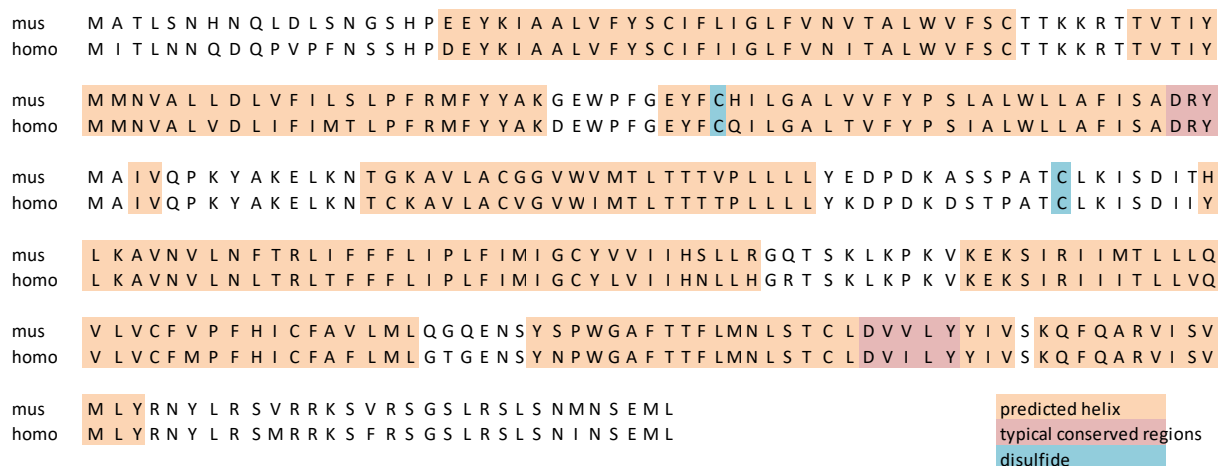 mus M A T L S N H N Q L D L S N G S H P E E Y K I A A L V F Y S C I F L I G L F V N V T A L W V F S C T T K K R T T V T I Y
homo M I T L N N Q D Q P V P F N S S H P D E Y K I A A L V F Y S C I F I I G L F V N I T A L W V F S C T T K K R T T V T I Y
mus M M N V A L L D L V F I L S L P F R M F Y Y A K G E W P F G E Y F C H I L G A L V V F Y P S L A L W L L A F I S A D R Y
homo M M N V A L V D L I F I M T L P F R M F Y Y A K D E W P F G E Y F C Q I L G A L T V F Y P S I A L W L L A F I S A D R Y
mus M A I V Q P K Y A K E L K N T G K A V L A C G G V W V M T L T T T V P L L L L Y E D P D K A S S P A T C L K I S D I T H
homo M A I V Q P K Y A K E L K N T C K A V L A C V G V W I M T L T T T T P L L L L Y K D P D K D S T P A T C L K I S D I I Y
mus L K A V N V L N F T R L I F F F L I P L F I M I G C Y V V I I H S L L R G Q T S K L K P K V K E K S I R I I M T L L L Q
homo L K A V N V L N L T R L T F F F L I P L F I M I G C Y L V I I H N L L H G R T S K L K P K V K E K S I R I I I T L L V Q
mus V L V C F V P F H I C F A V L M L Q G Q E N S Y S P W G A F T T F L M N L S T C L D V V L Y Y I V S K Q F Q A R V I S V
homo V L V C F M P F H I C F A F L M L G T G E N S Y N P W G A F T T F L M N L S T C L D V I L Y Y I V S K Q F Q A R V I S V
mus M L Y R N Y L R S V R R K S V R S G S L R S L S N M N S E M L
homo M L Y R N Y L R S M R R K S F R S G S L R S L S N I N S E M L
predicted helix
typical conserved regions
disulfide